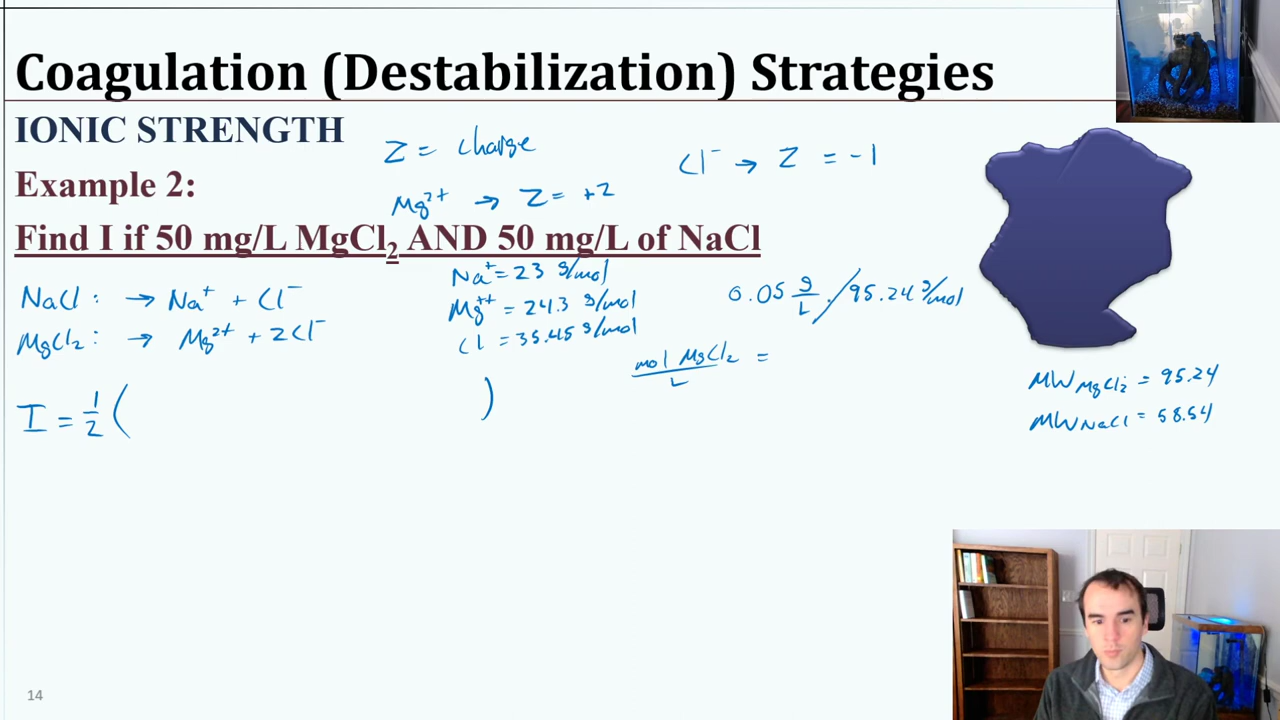 Coagulation (Destabilization) Strategies
IONIC STRENGTH
Z = charge
Cl⁻ → Z = -1
Example 2:
Mg²⁺ → Z = +2
Find I if 50 mg/L MgCl₂ AND 50 mg/L of NaCl
Na⁺ = 23 g/mol
NaCl : → Na⁺ + Cl⁻
Mg⁺⁺ = 24.3 g/mol
0.05 g/L / 95.24 g/mol
MgCl₂ : → Mg²⁺ + 2Cl⁻
Cl = 35.45 g/mol
mol MgCl₂ / L =
MW MgCl₂ = 95.24
I = 1/2 ( )
MW NaCl = 58.54
14